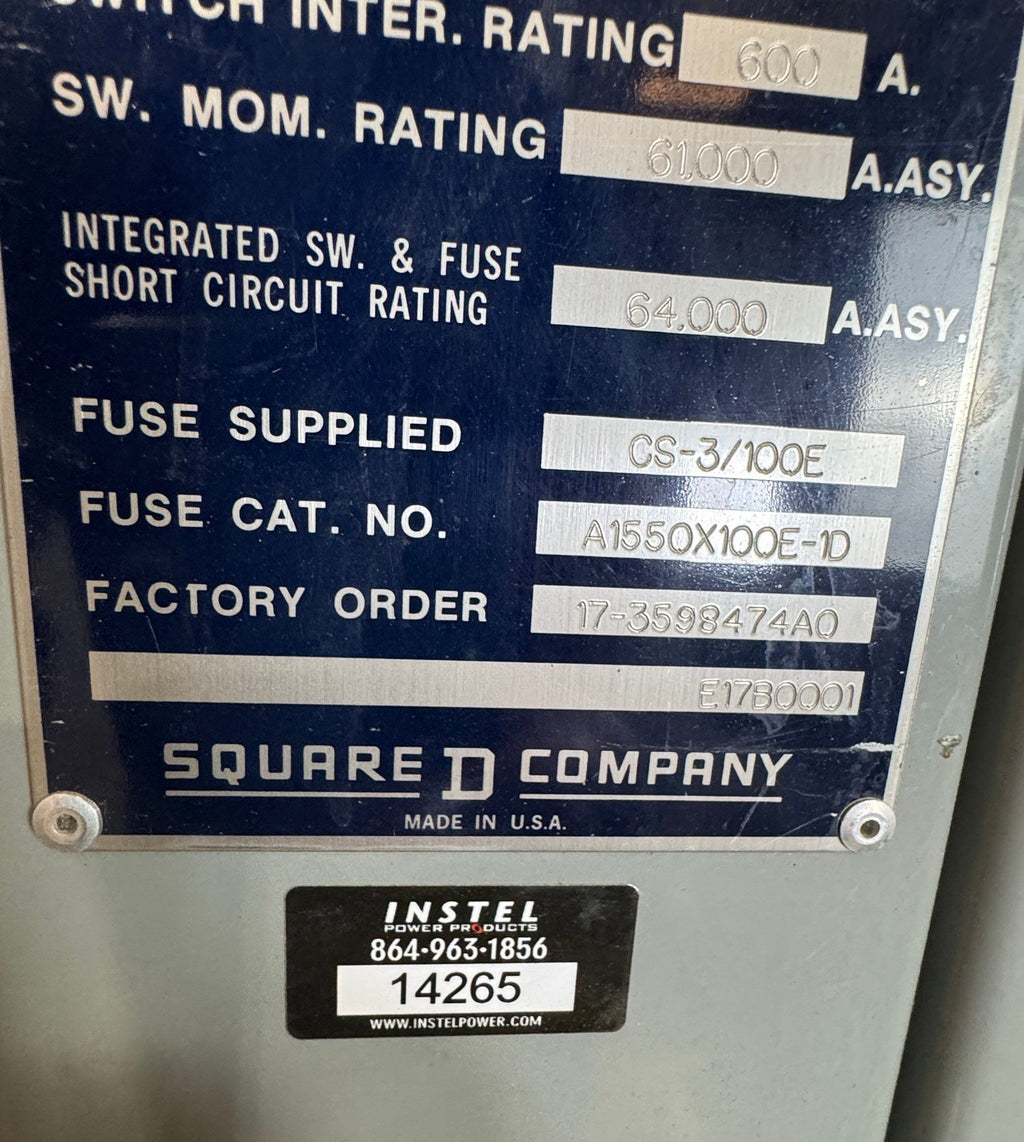 SWITCH INTER. RATING 600 A.
SW. MOM. RATING 61,000 A.ASY.
INTEGRATED SW. & FUSE
SHORT CIRCUIT RATING 64,000 A.ASY.
FUSE SUPPLIED CS-3/100E
FUSE CAT. NO. A1550X100E-1D
FACTORY ORDER 17-3598474A0
E17B0001
SQUARE D COMPANY
MADE IN U.S.A.
INSTEL
POWER PRODUCTS
864-963-1856
14265
WWW.INSTELPOWER.COM